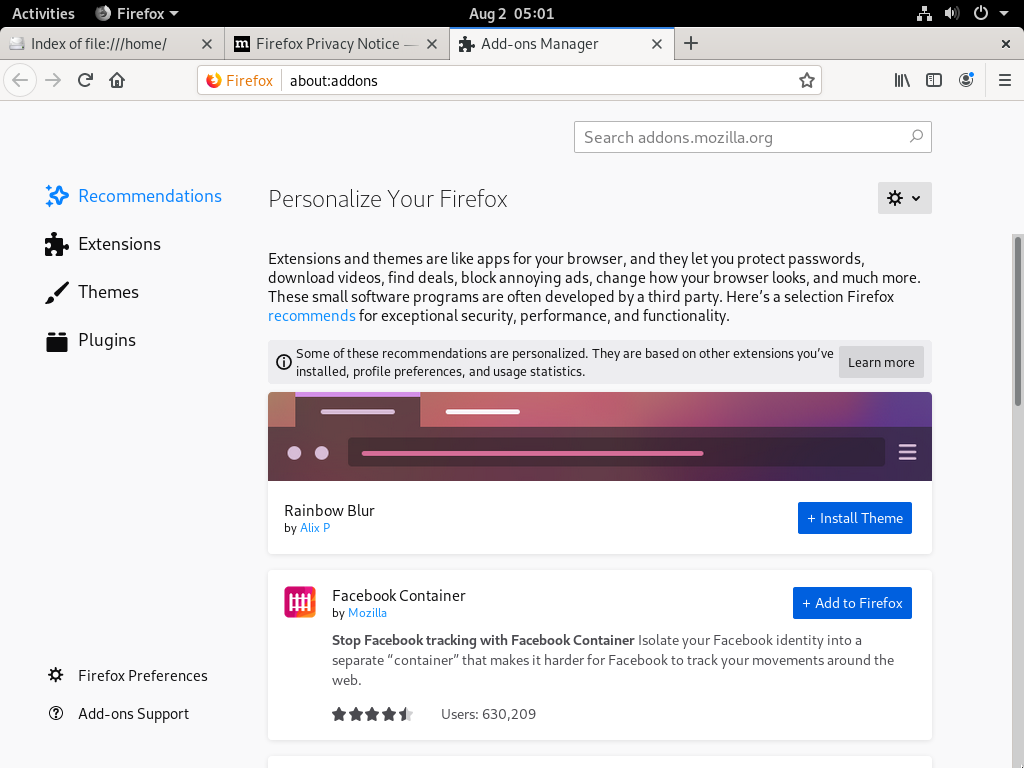 Activities Firefox Aug 2 05:01
Index of file:///home/ Firefox Privacy Notice — Add-ons Manager
Firefox about:addons
Search addons.mozilla.org
Recommendations
Extensions
Themes
Plugins
Firefox Preferences
Add-ons Support
Personalize Your Firefox
Extensions and themes are like apps for your browser, and they let you protect passwords,
download videos, find deals, block annoying ads, change how your browser looks, and much more.
These small software programs are often developed by a third party. Here’s a selection Firefox
recommends for exceptional security, performance, and functionality.
Some of these recommendations are personalized. They are based on other extensions you’ve
installed, profile preferences, and usage statistics.
Learn more
Rainbow Blur
by Alix P
+ Install Theme
Facebook Container
by Mozilla
+ Add to Firefox
Stop Facebook tracking with Facebook Container Isolate your Facebook identity into a
separate “container” that makes it harder for Facebook to track your movements around the
web.
Users: 630,209